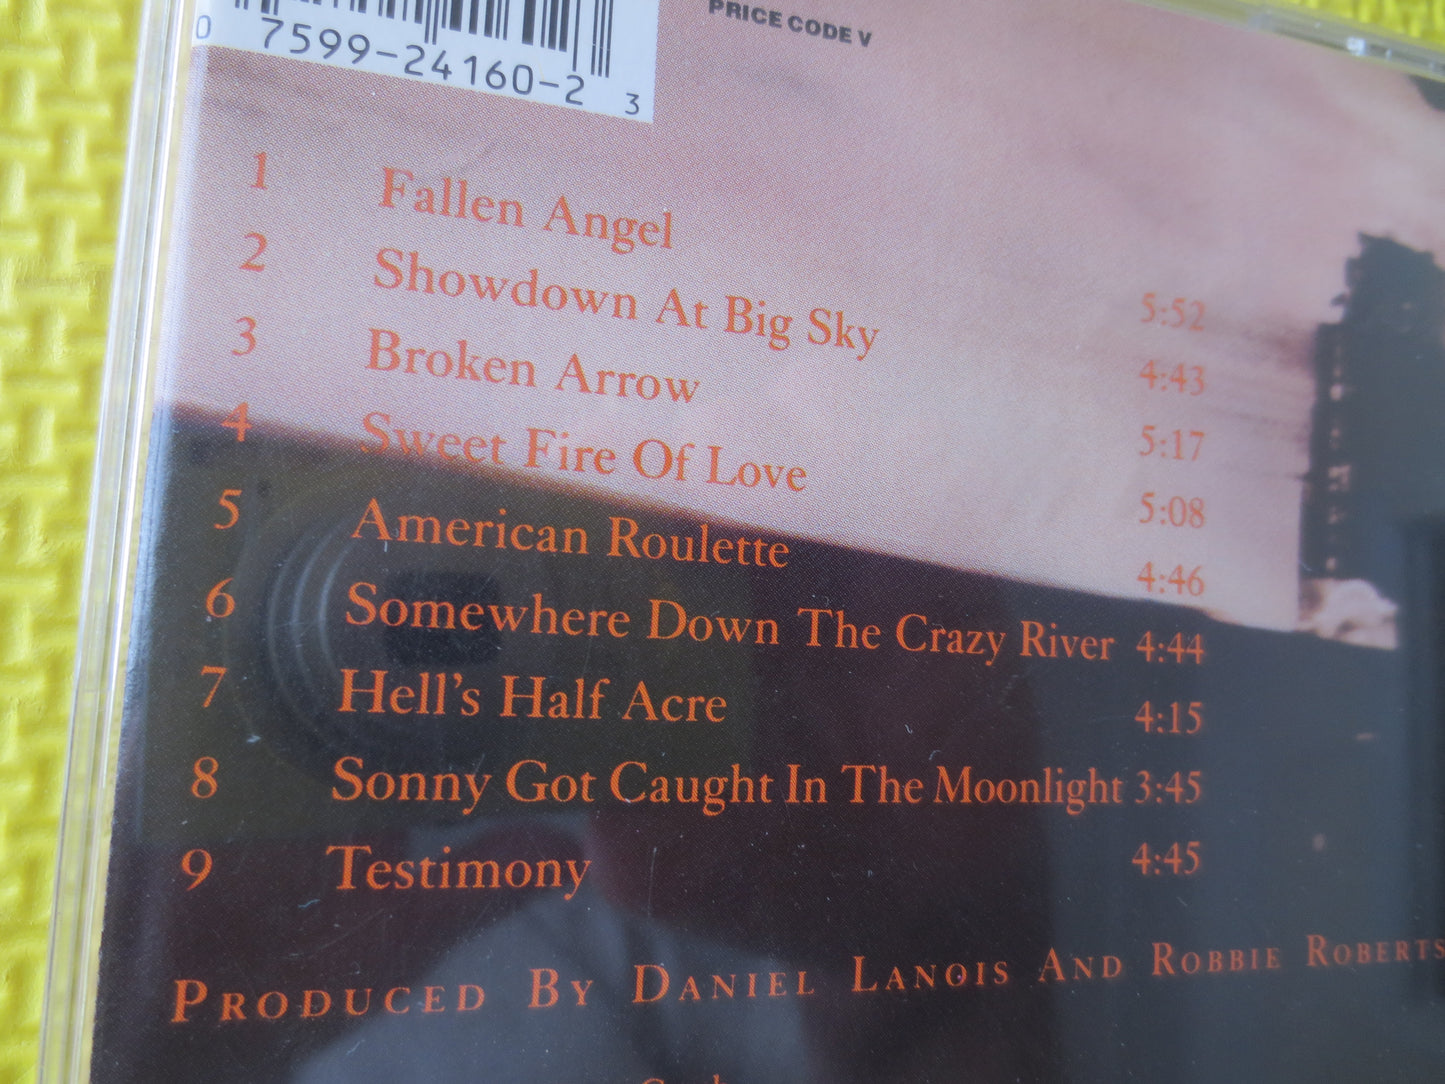 PRICE CODE V
0 7599-24160-2 3
1 Fallen Angel 5:52
2 Showdown At Big Sky 4:43
3 Broken Arrow 5:17
4 Sweet Fire Of Love 5:08
5 American Roulette 4:46
6 Somewhere Down The Crazy River 4:44
7 Hell's Half Acre 4:15
8 Sonny Got Caught In The Moonlight 3:45
9 Testimony 4:45
PRODUCED BY DANIEL LANOIS AND ROBBIE ROBERTS